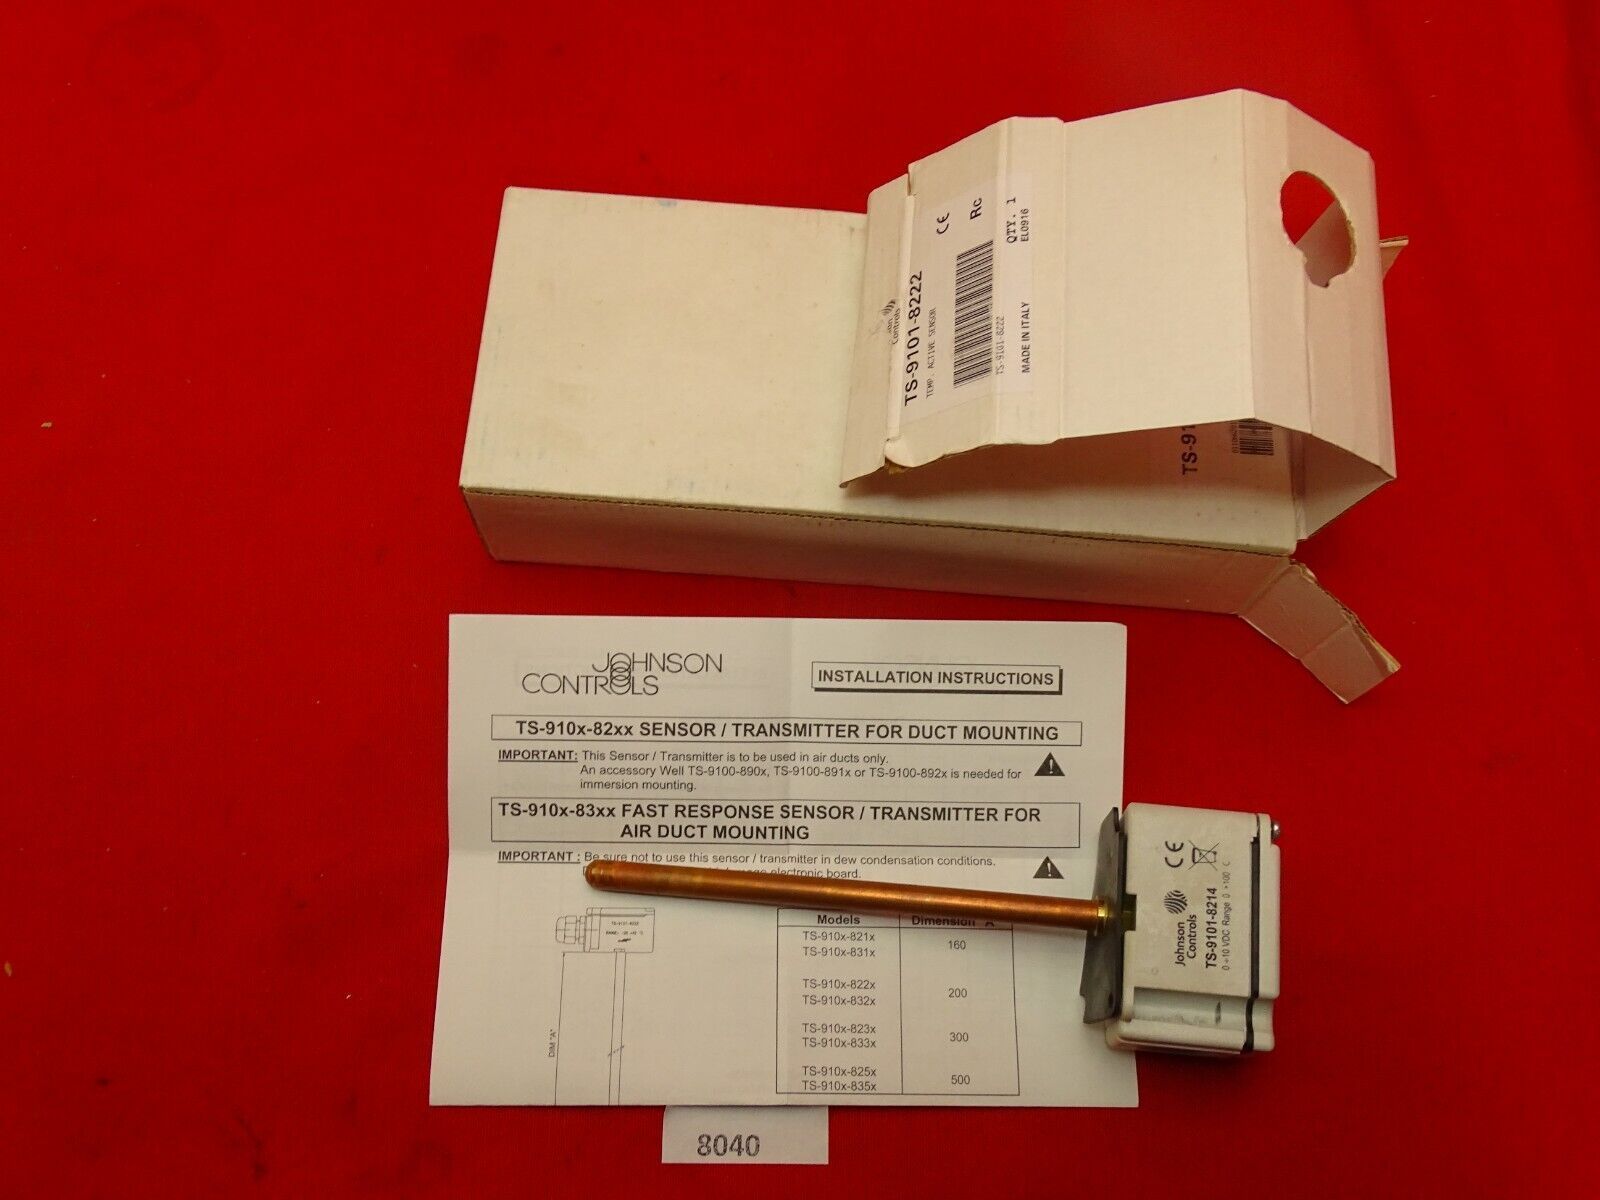 Johnson
Controls
TS-9101-8222
TEMP. ACTIVE SENSOR
TS-9101-8222
MADE IN ITALY
CE
Rc
QTY. 1
EL0916
TS-91
JOHNSON
CONTROLS
INSTALLATION INSTRUCTIONS
TS-910x-82xx SENSOR / TRANSMITTER FOR DUCT MOUNTING
IMPORTANT: This Sensor / Transmitter is to be used in air ducts only.
An accessory Well TS-9100-890x, TS-9100-891x or TS-9100-892x is needed for
immersion mounting.
TS-910x-83xx FAST RESPONSE SENSOR / TRANSMITTER FOR
AIR DUCT MOUNTING
IMPORTANT : Be sure not to use this sensor / transmitter in dew condensation conditions.
electronic board.
Models Dimension "A"
TS-910x-821x
TS-910x-831x
160
TS-910x-822x
TS-910x-832x
200
TS-910x-823x
TS-910x-833x
300
TS-910x-825x
TS-910x-835x
500
DIM "A"
CE
Johnson
Controls
TS-9101-8214
0 ÷10 VDC Range 0 +100 C
8040